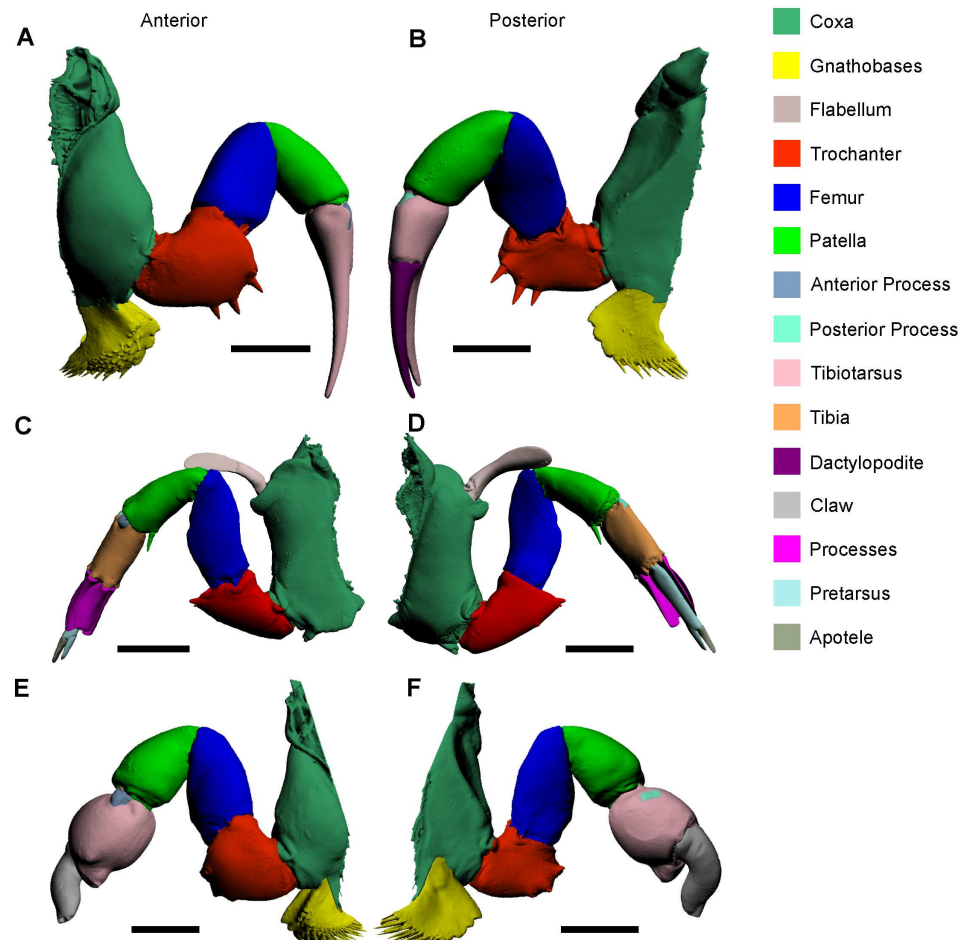 Anterior
Posterior
A
B
C
D
E
F
Coxa
Gnathobases
Flabellum
Trochanter
Femur
Patella
Anterior Process
Posterior Process
Tibiotarsus
Tibia
Dactylopodite
Claw
Processes
Pretarsus
Apotele